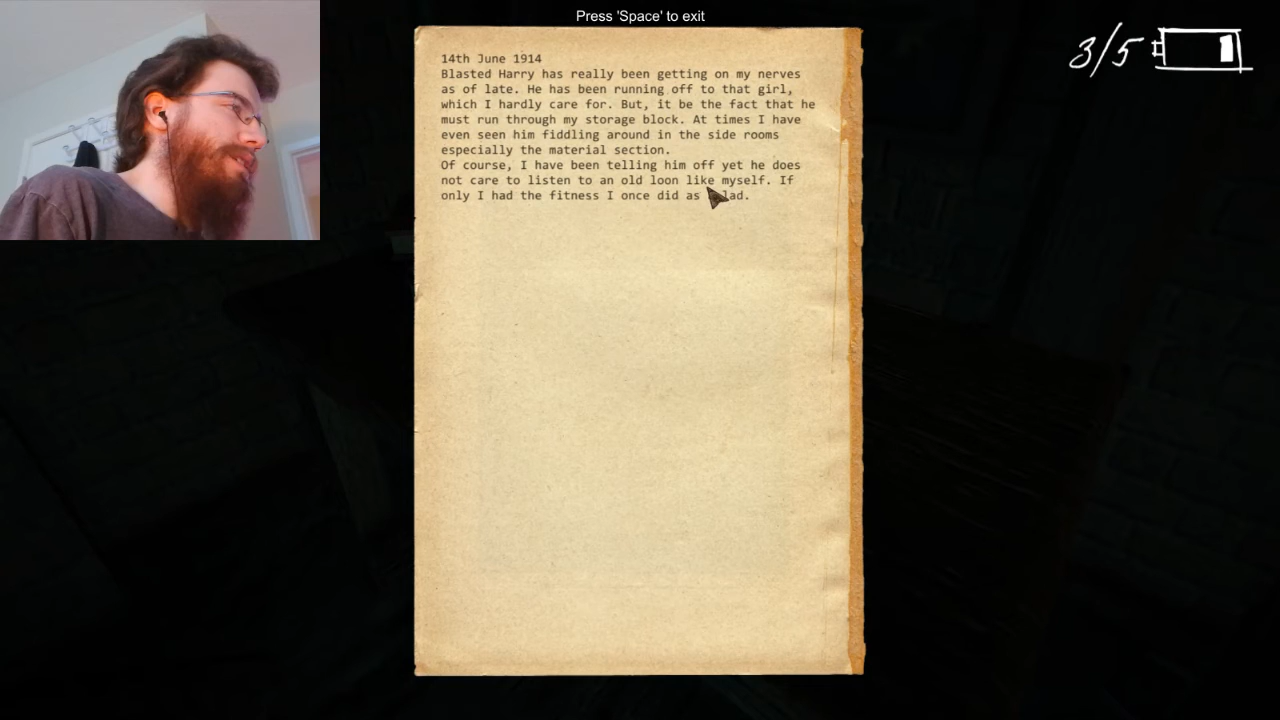 Press 'Space' to exit
3/5
14th June 1914
Blasted Harry has really been getting on my nerves
as of late. He has been running off to that girl,
which I hardly care for. But, it be the fact that he
must run through my storage block. At times I have
even seen him fiddling around in the side rooms
especially the material section.
Of course, I have been telling him off yet he does
not care to listen to an old loon like myself. If
only I had the fitness I once did as lad.